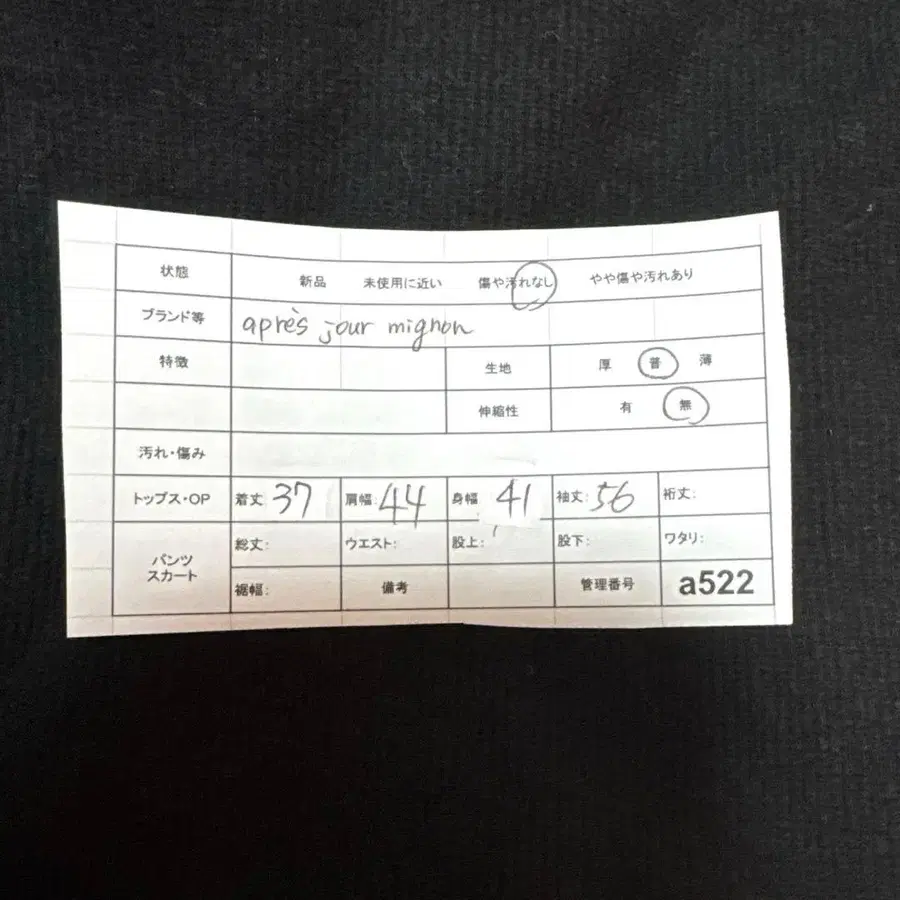 状態 新品 未使用に近い 傷や汚れなし やや傷や汚れあり
ブランド等 après jour mignon
特徴 生地 厚 普 薄
伸縮性 有 無
汚れ・傷み
トップス・OP 着丈: 37 肩幅: 44 身幅 41 袖丈: 56 裄丈:
パンツ スカート 総丈: ウエスト: 股上: 股下: ワタリ:
裾幅: 備考 管理番号 a522